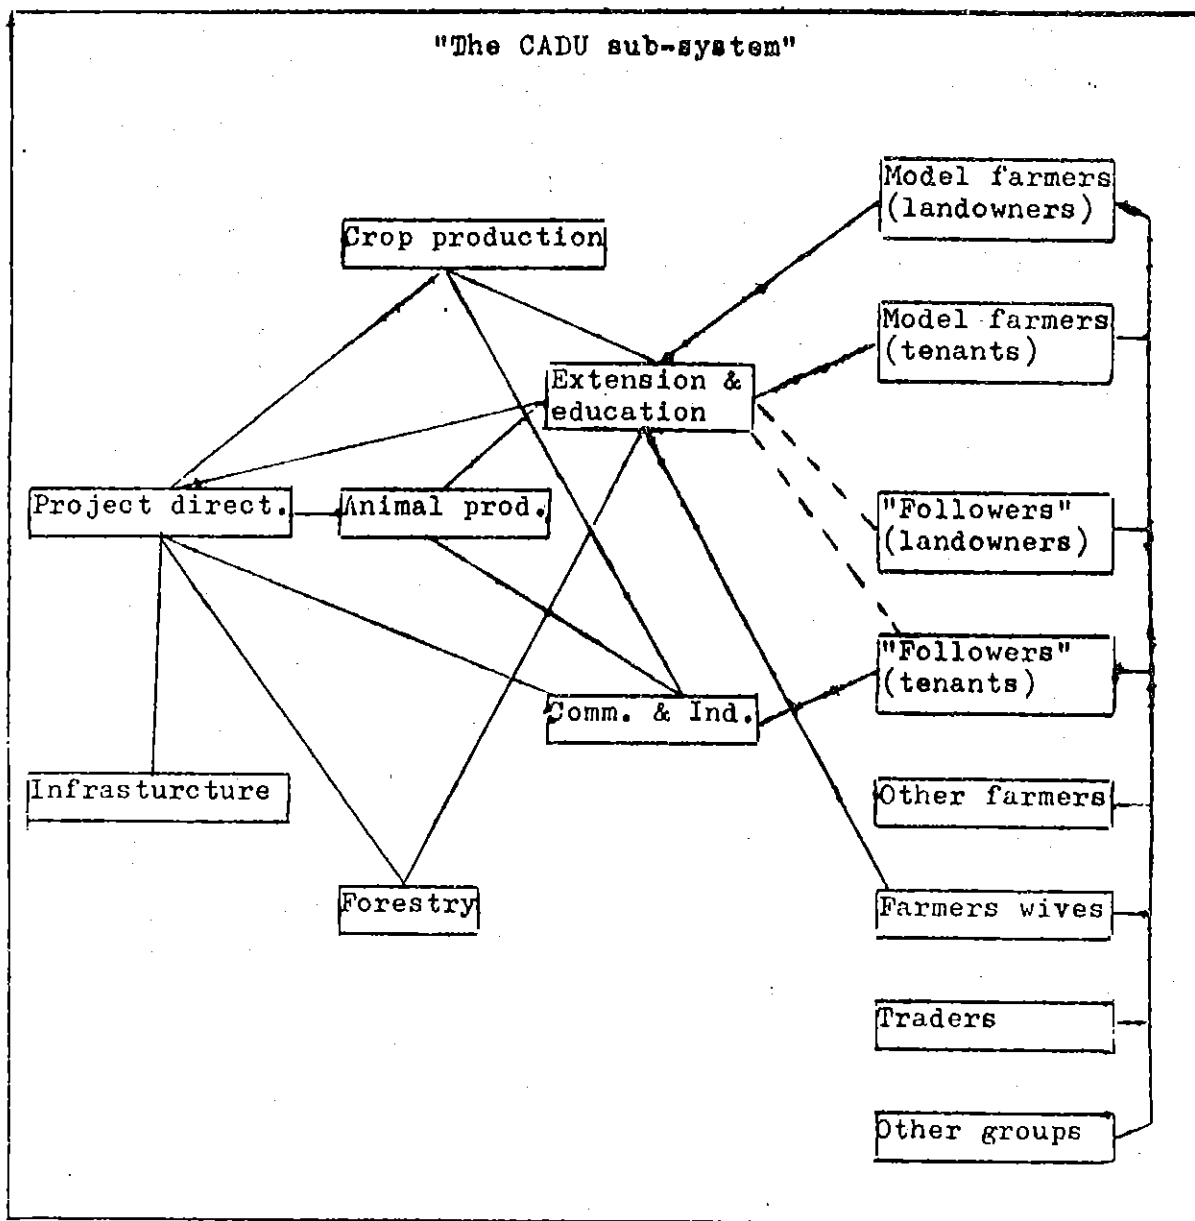 "The CADU sub-system"
Model farmers
(landowners)
Crop production
Model farmers
(tenants)
Extension &
education
Project direct.
Animal prod.
"Followers"
(landowners)
"Followers"
(tenants)
Comm. & Ind.
Infrasturcture
Other farmers
Forestry
Farmers wives
Traders
Other groups